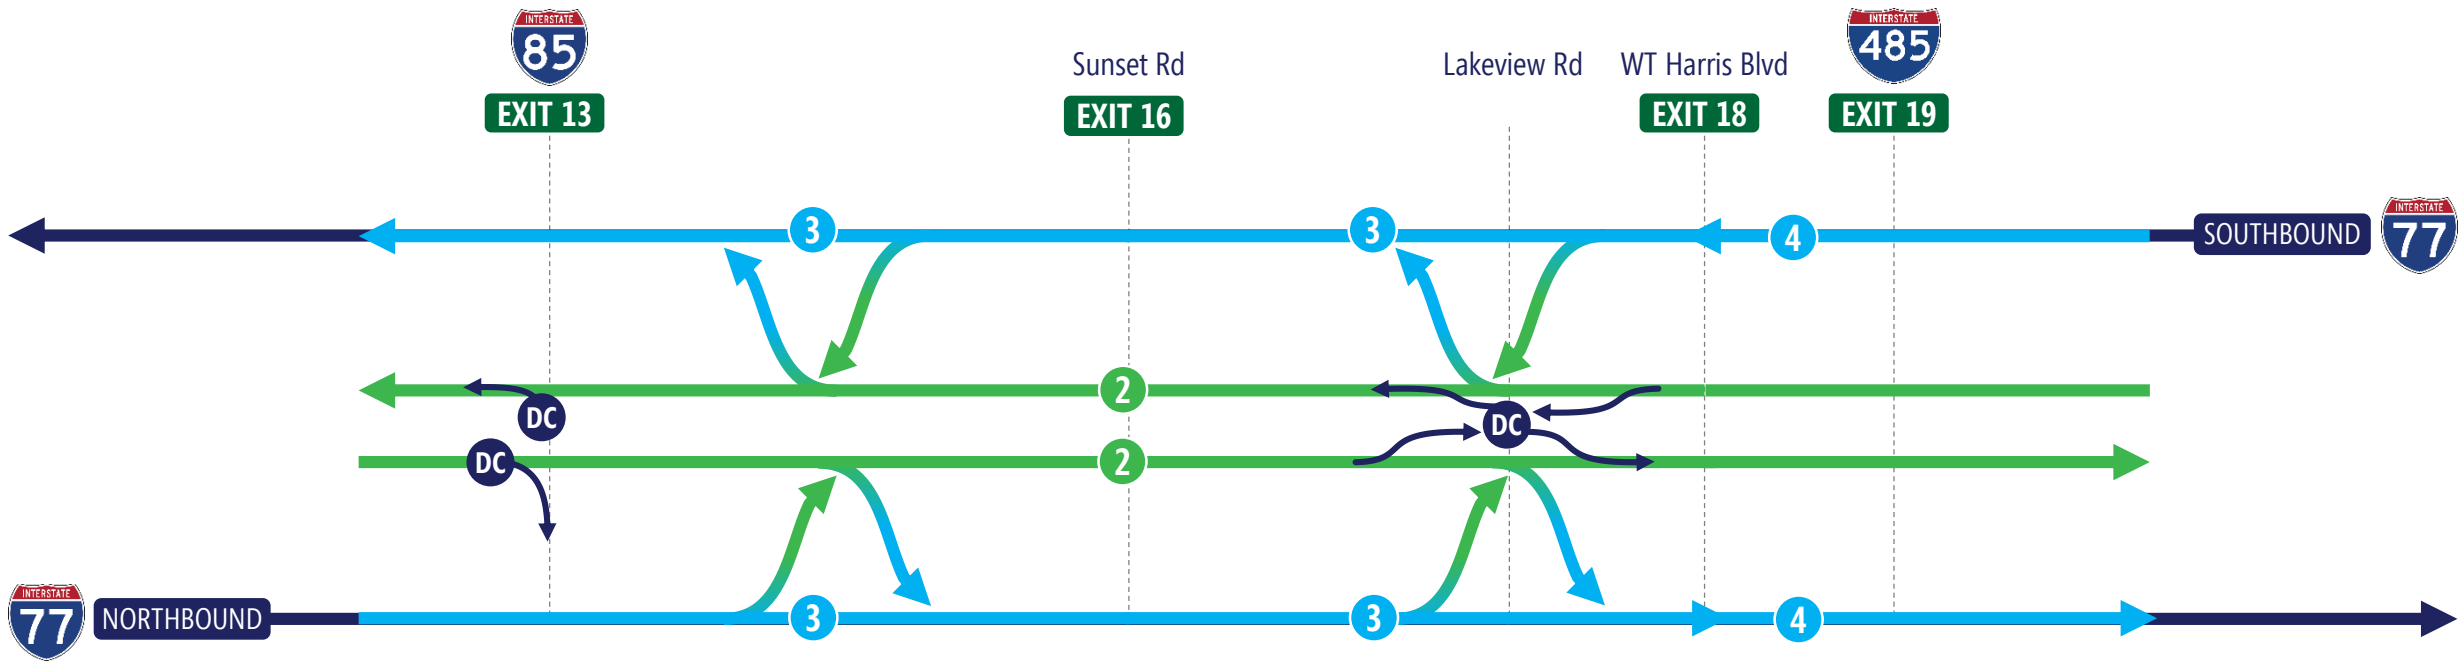 INTERSTATE
85
EXIT 13
Sunset Rd
EXIT 16
Lakeview Rd
WT Harris Blvd
EXIT 18
INTERSTATE
485
EXIT 19
3
3
4
SOUTHBOUND
INTERSTATE
77
2
DC
DC
DC
2
INTERSTATE
77
NORTHBOUND
3
3
4